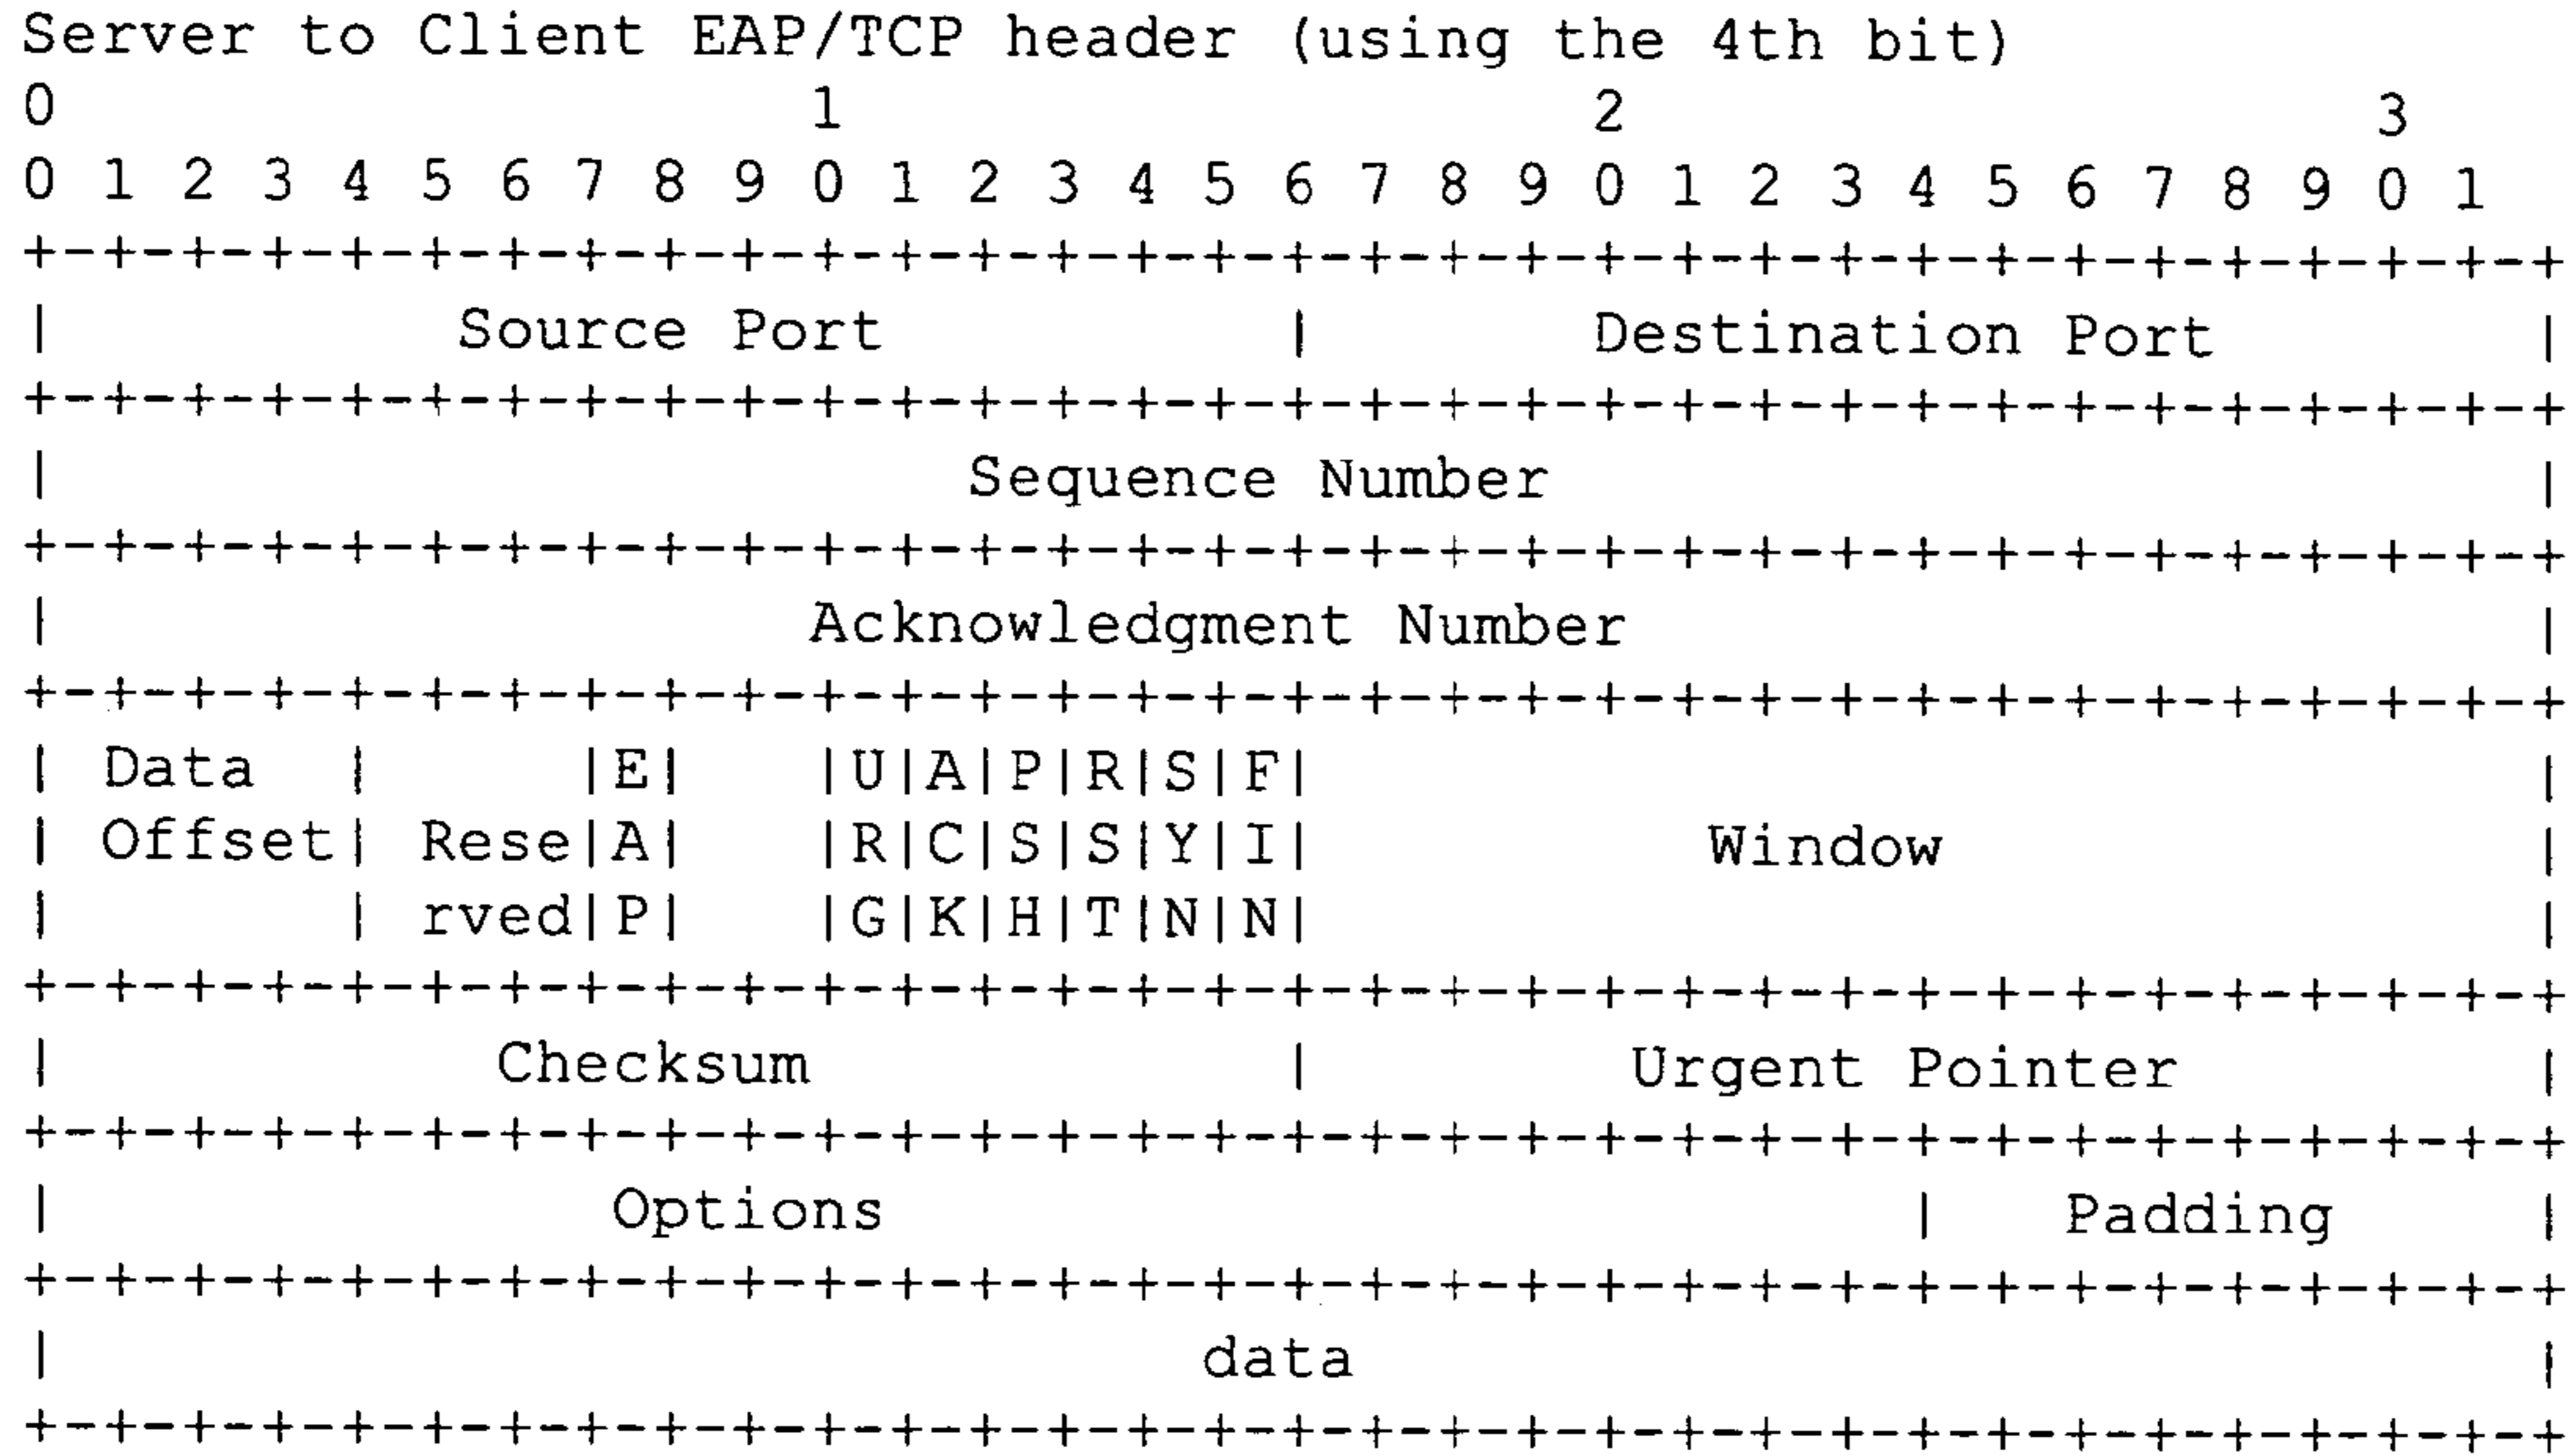 Server to Client EAP/TCP header (using the 4th bit)
0                   1                   2                   3
0 1 2 3 4 5 6 7 8 9 0 1 2 3 4 5 6 7 8 9 0 1 2 3 4 5 6 7 8 9 0 1
+-+-+-+-+-+-+-+-+-+-+-+-+-+-+-+-+-+-+-+-+-+-+-+-+-+-+-+-+-+-+-+-+
|          Source Port          |       Destination Port        |
+-+-+-+-+-+-+-+-+-+-+-+-+-+-+-+-+-+-+-+-+-+-+-+-+-+-+-+-+-+-+-+-+
|                       Sequence Number                         |
+-+-+-+-+-+-+-+-+-+-+-+-+-+-+-+-+-+-+-+-+-+-+-+-+-+-+-+-+-+-+-+-+
|                   Acknowledgment Number                       |
+-+-+-+-+-+-+-+-+-+-+-+-+-+-+-+-+-+-+-+-+-+-+-+-+-+-+-+-+-+-+-+-+
| Data  |     |E|   |U|A|P|R|S|F|                               |
| Offset| Rese|A|   |R|C|S|S|Y|I|          Window               |
|       | rved|P|   |G|K|H|T|N|N|                               |
+-+-+-+-+-+-+-+-+-+-+-+-+-+-+-+-+-+-+-+-+-+-+-+-+-+-+-+-+-+-+-+-+
|           Checksum            |        Urgent Pointer         |
+-+-+-+-+-+-+-+-+-+-+-+-+-+-+-+-+-+-+-+-+-+-+-+-+-+-+-+-+-+-+-+-+
|              Options                          |   Padding     |
+-+-+-+-+-+-+-+-+-+-+-+-+-+-+-+-+-+-+-+-+-+-+-+-+-+-+-+-+-+-+-+-+
|                             data                              |
+-+-+-+-+-+-+-+-+-+-+-+-+-+-+-+-+-+-+-+-+-+-+-+-+-+-+-+-+-+-+-+-+